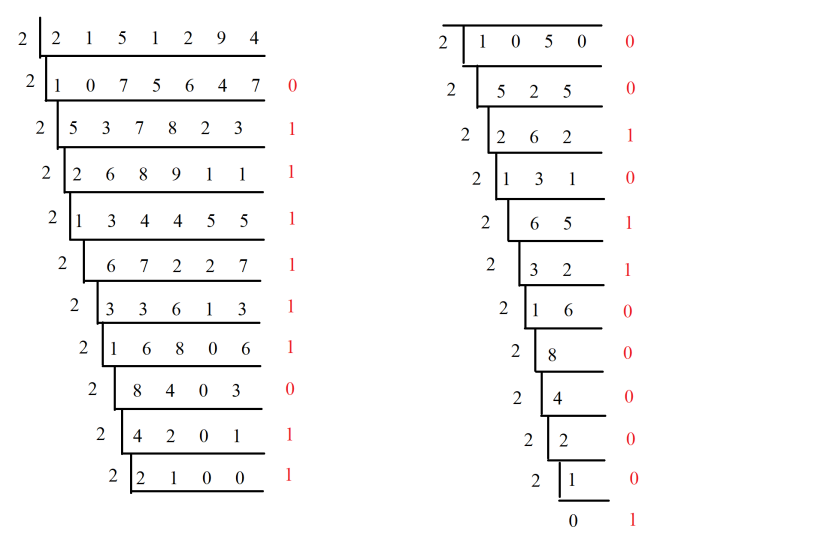 2 2 1 5 1 2 9 4
2 1 0 7 5 6 4 7 0
2 5 3 7 8 2 3 1
2 2 6 8 9 1 1 1
2 1 3 4 4 5 5 1
2 6 7 2 2 7 1
2 3 3 6 1 3 1
2 1 6 8 0 6 1
2 8 4 0 3 0
2 4 2 0 1 1
2 2 1 0 0 1
2 1 0 5 0 0
2 5 2 5 0
2 2 6 2 1
2 1 3 1 0
2 6 5 1
2 3 2 1
2 1 6 0
2 8 0
2 4 0
2 2 0
2 1 0
0 1